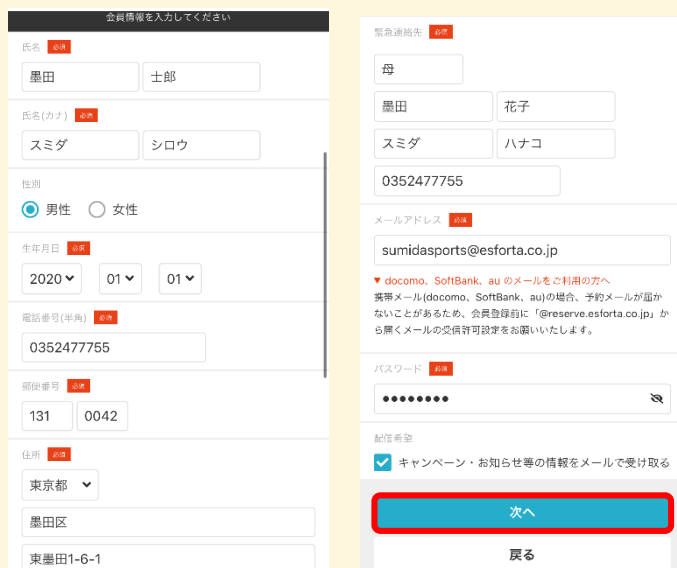 会員情報を入力してください
氏名 必須
墨田 士郎
氏名(カナ) 必須
スミダ シロウ
性別
男性 女性
生年月日 必須
2020 01 01
電話番号(半角) 必須
0352477755
郵便番号 必須
131 0042
住所 必須
東京都
墨田区
東墨田1-6-1
緊急連絡先 必須
母
墨田 花子
スミダ ハナコ
0352477755
メールアドレス 必須
sumidasports@esforta.co.jp
▼ docomo、SoftBank、au のメールをご利用の方へ
携帯メール(docomo、SoftBank、au)の場合、予約メールが届か
ないことがあるため、会員登録前に「@reserve.esforta.co.jp」か
ら届くメールの受信許可設定をお願いいたします。
パスワード 必須
●●●●●●●●
配信希望
キャンペーン・お知らせ等の情報をメールで受け取る
次へ
戻る